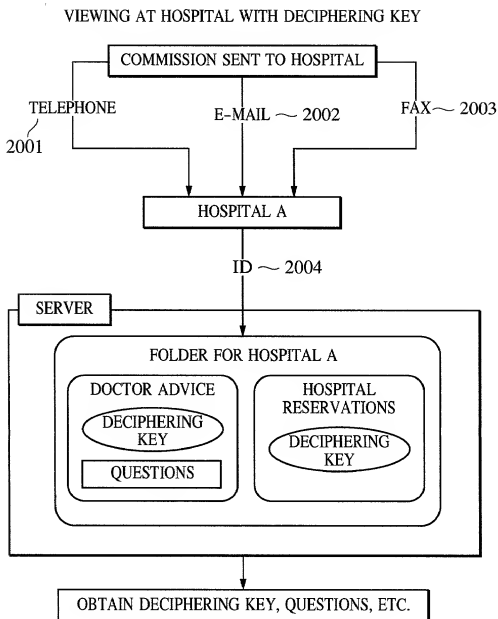 VIEWING AT HOSPITAL WITH DECIPHERING KEY
COMMISSION SENT TO HOSPITAL
TELEPHONE
2001
E-MAIL
2002
FAX
2003
HOSPITAL A
ID
2004
SERVER
FOLDER FOR HOSPITAL A
DOCTOR ADVICE
DECIPHERING
KEY
QUESTIONS
HOSPITAL
RESERVATIONS
DECIPHERING
KEY
OBTAIN DECIPHERING KEY, QUESTIONS, ETC.